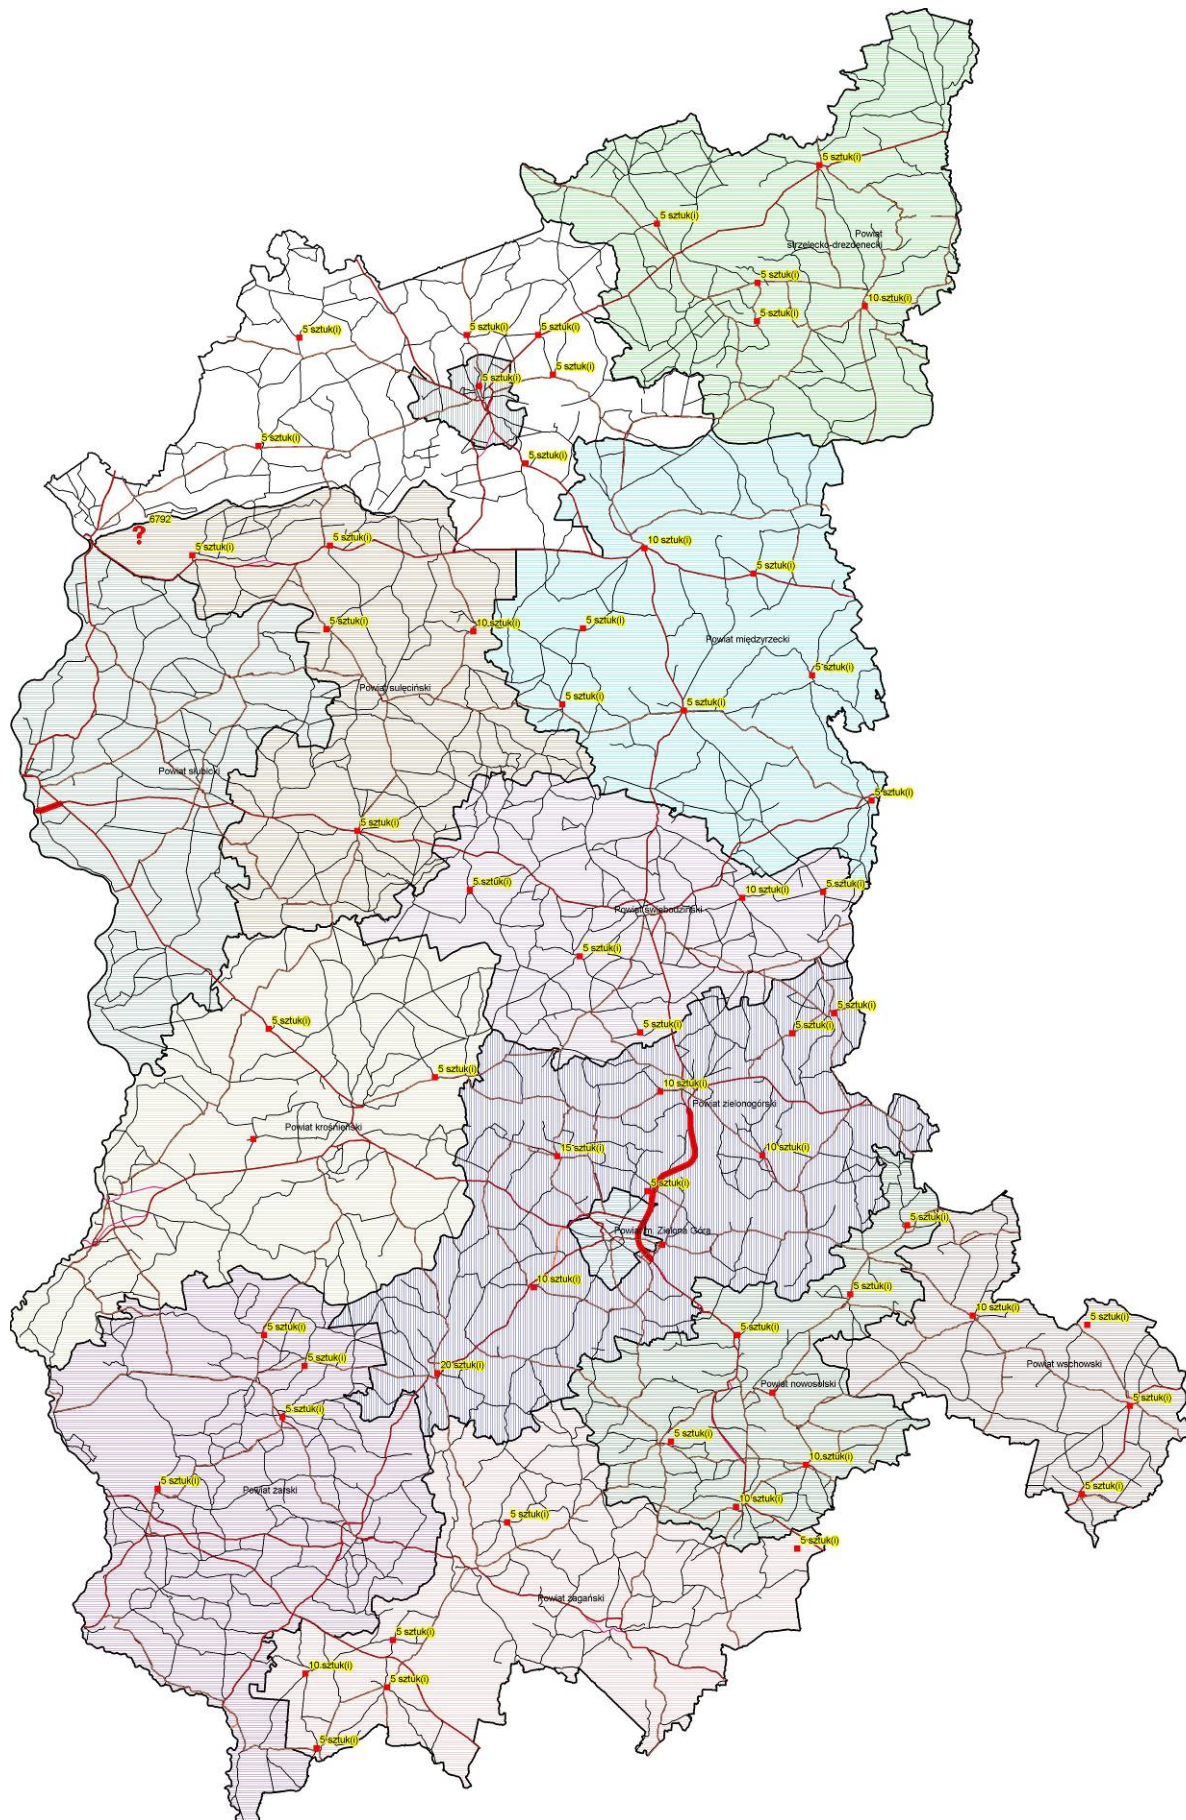 5 sztuk(i)
5 sztuk(i)
Powiat
strzelecko-drezdenecki
5 sztuk(i)
10 sztuk(i)
5 sztuk(i)
5 sztuk(i)
5 sztuk(i)
5 sztuk(i)
5 sztuk(i)
5 sztuk(i)
5 sztuk(i)
5 sztuk(i)
6792
?
5 sztuk(i)
5 sztuk(i)
10 sztuk(i)
5 sztuk(i)
5 sztuk(i)
10 sztuk(i)
5 sztuk(i)
Powiat międzyrzecki
5 sztuk(i)
Powiat sulęciński
5 sztuk(i)
5 sztuk(i)
Powiat słubicki
5 sztuk(i)
5 sztuk(i)
5 sztuk(i)
10 sztuk(i)
5 sztuk(i)
Powiat świebodziński
5 sztuk(i)
5 sztuk(i)
5 sztuk(i)
5 sztuk(i)
5 sztuk(i)
5 sztuk(i)
10 sztuk(i)
Powiat zielonogórski
Powiat krośnieński
15 sztuk(i)
10 sztuk(i)
5 sztuk(i)
5 sztuk(i)
Powiat m. Zielona Góra
10 sztuk(i)
5 sztuk(i)
10 sztuk(i)
5 sztuk(i)
5 sztuk(i)
5 sztuk(i)
5 sztuk(i)
20 sztuk(i)
Powiat wschowski
Powiat nowosolski
5 sztuk(i)
5 sztuk(i)
5 sztuk(i)
10 sztuk(i)
5 sztuk(i)
Powiat żarski
5 sztuk(i)
10 sztuk(i)
5 sztuk(i)
5 sztuk(i)
Powiat żagański
5 sztuk(i)
10 sztuk(i)
5 sztuk(i)
5 sztuk(i)